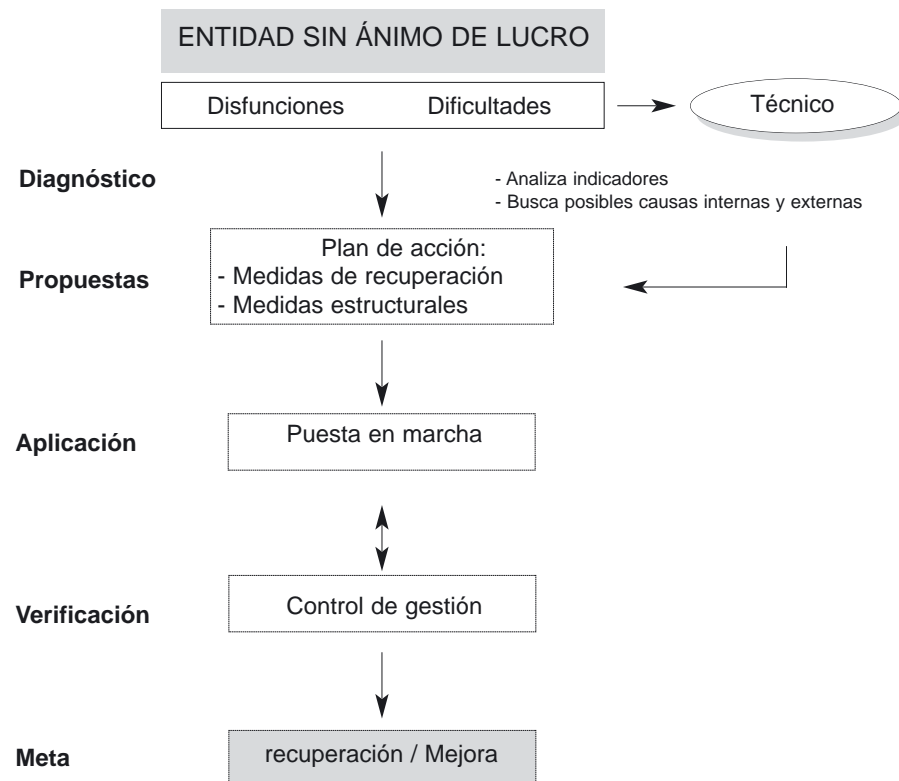 ENTIDAD SIN ÁNIMO DE LUCRO
Disfunciones Dificultades
Técnico
Diagnóstico
- Analiza indicadores
- Busca posibles causas internas y externas
Propuestas
Plan de acción:
- Medidas de recuperación
- Medidas estructurales
Aplicación
Puesta en marcha
Verificación
Control de gestión
Meta
recuperación / Mejora